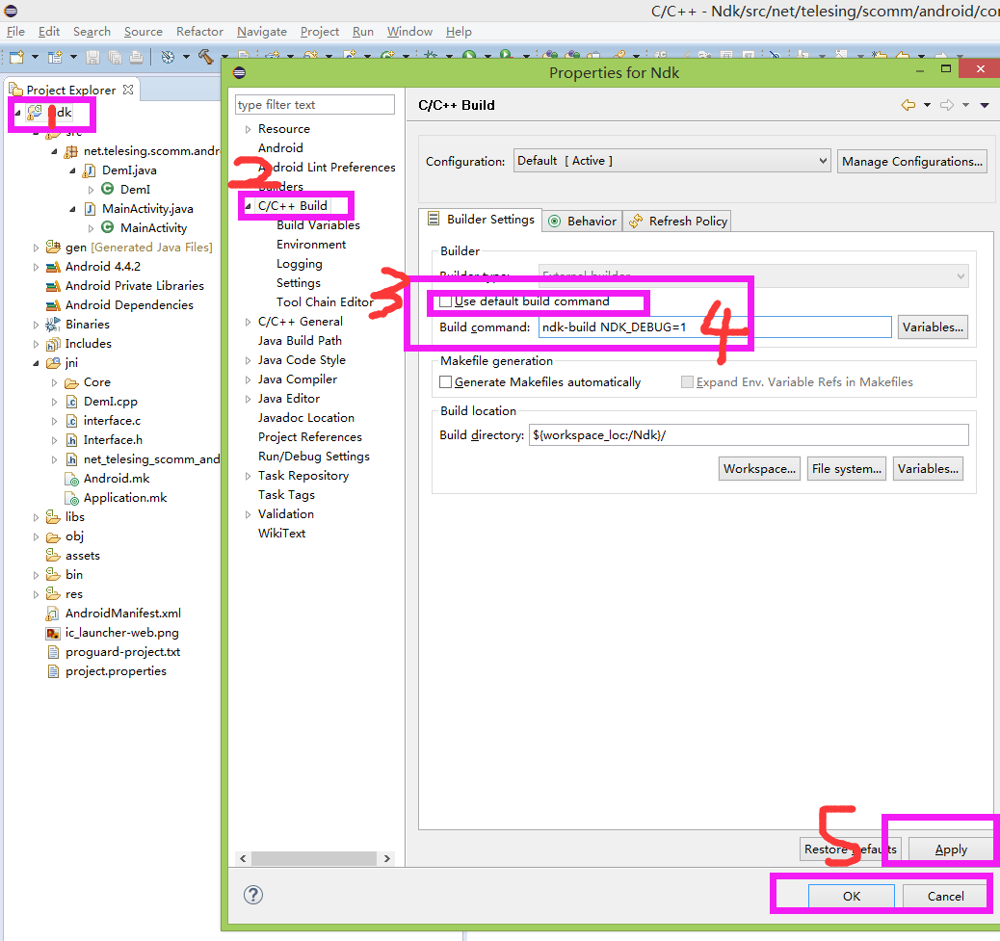 C/C++ - Ndk/src/net/telesing/scomm/android/co
File Edit Search Source Refactor Navigate Project Run Window Help
Project Explorer
1
Ndk
src
net.telesing.scomm.andr
DemI.java
DemI
MainActivity.java
MainActivity
gen [Generated Java Files]
Android 4.4.2
Android Private Libraries
Android Dependencies
Binaries
Includes
jni
Core
DemI.cpp
interface.c
Interface.h
net_telesing_scomm_and
Android.mk
Application.mk
libs
obj
assets
bin
res
AndroidManifest.xml
ic_launcher-web.png
proguard-project.txt
project.properties
Properties for Ndk
type filter text
Resource
Android
Android Lint Preferences
2
Builders
C/C++ Build
Build Variables
Environment
Logging
Settings
Tool Chain Editor
C/C++ General
Java Build Path
Java Code Style
Java Compiler
Java Editor
Javadoc Location
Project References
Run/Debug Settings
Task Repository
Task Tags
Validation
WikiText
C/C++ Build
Configuration: Default [ Active ] Manage Configurations...
Builder Settings Behavior Refresh Policy
Builder
Builder type: External builder
3
Use default build command
4
Build command: ndk-build NDK_DEBUG=1 Variables...
Makefile generation
Generate Makefiles automatically Expand Env. Variable Refs in Makefiles
Build location
Build directory: ${workspace_loc:/Ndk}/
Workspace... File system... Variables...
5
Restore Defaults Apply
OK Cancel